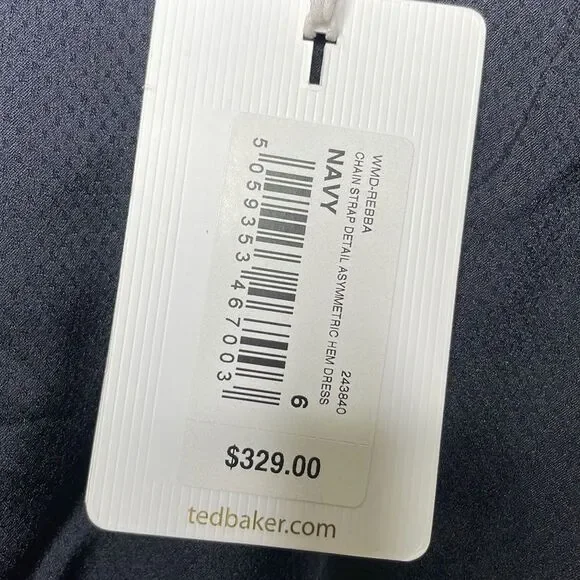 WMD-REBBA 243840
CHAIN STRAP DETAIL ASYMMETRIC HEM DRESS
NAVY
6
5 059353 467003
$329.00
tedbaker.com